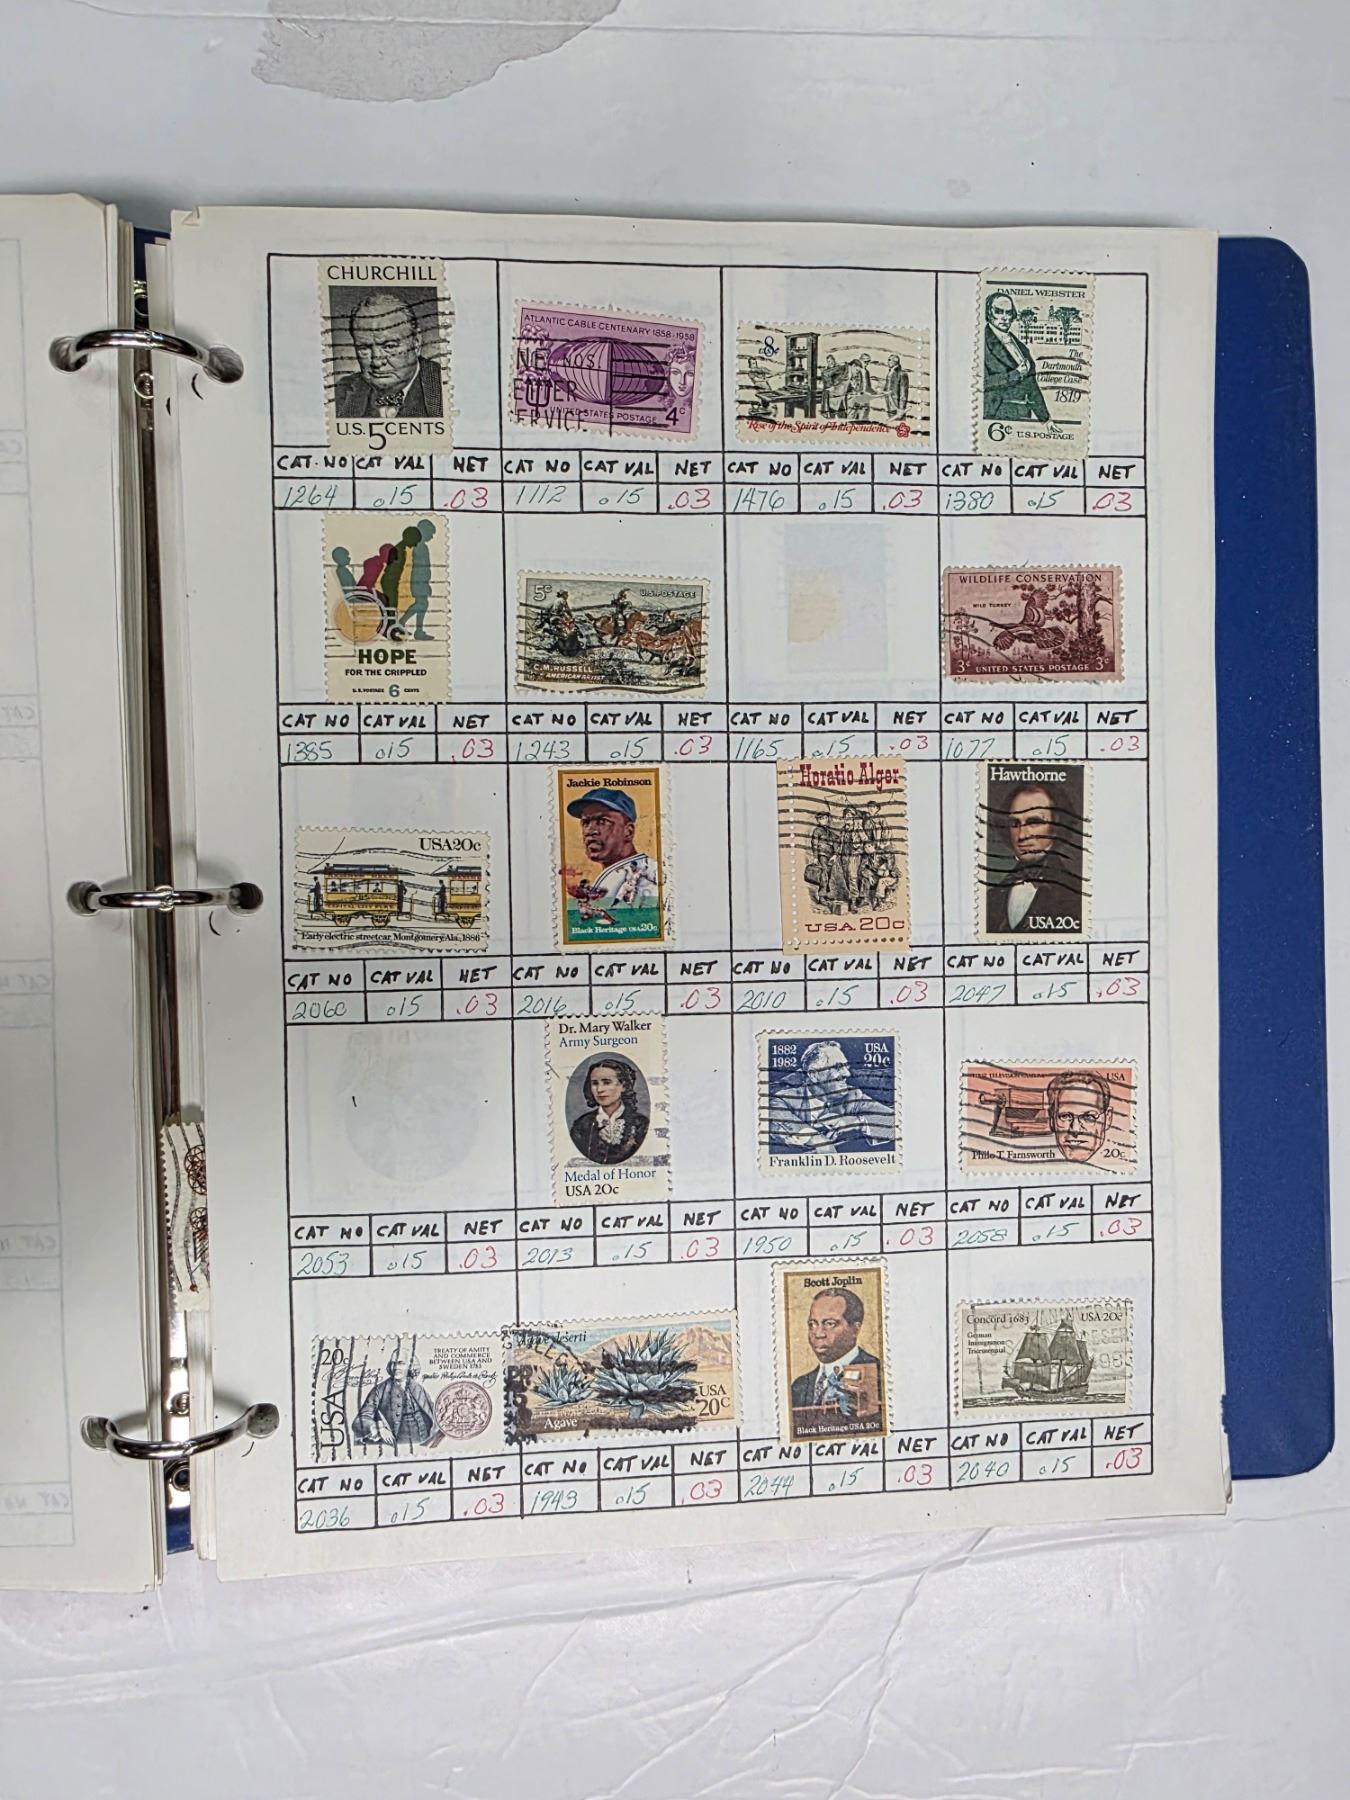 CHURCHILL
U.S. 5 CENTS
ATLANTIC CABLE CENTENARY 1858-1958
UNITED STATES POSTAGE 4c
8
US c
Rise of the Spirit of Independence
DANIEL WEBSTER
The
Dartmouth
College Case
1819
6c U.S. POSTAGE
CAT. NO CAT VAL NET CAT NO CAT VAL NET CAT NO CAT VAL NET CAT NO CAT VAL NET
1264 .15 .03 1112 .15 .03 1476 .15 .03 1380 .15 .03
HOPE
FOR THE CRIPPLED
U.S. POSTAGE 6 CENTS
5c U.S. POSTAGE
C.M. RUSSELL
AMERICAN ARTIST
WILDLIFE CONSERVATION
WILD TURKEY
3c UNITED STATES POSTAGE 3c
CAT NO CAT VAL NET CAT NO CAT VAL NET CAT NO CAT VAL NET CAT NO CAT VAL NET
1385 .15 .03 1243 .15 .03 1165 .15 .03 1077 .15 .03
USA 20c
Early electric streetcar, Montgomery, Ala., 1886
Jackie Robinson
Black Heritage USA 20c
Horatio Alger
USA 20c
Hawthorne
USA 20c
CAT NO CAT VAL NET CAT NO CAT VAL NET CAT NO CAT VAL NET CAT NO CAT VAL NET
2060 .15 .03 2016 .15 .03 2010 .15 .03 2047 .15 .03
Dr. Mary Walker
Army Surgeon
Medal of Honor
USA 20c
1882
1982
USA
20c
Franklin D. Roosevelt
FIRST TELEVISION CAMERA USA
Philo T. Farnsworth 20c
CAT NO CAT VAL NET CAT NO CAT VAL NET CAT NO CAT VAL NET CAT NO CAT VAL NET
2053 .15 .03 2013 .15 .03 1950 .15 .03 2058 .15 .03
20c
USA
TREATY OF AMITY
AND COMMERCE
BETWEEN USA AND
SWEDEN 1783
Agave deserti
Agave
USA
20c
Scott Joplin
Black Heritage USA 20c
Concord 1683 USA 20c
German
Immigration
Tricentennial
CAT NO CAT VAL NET CAT NO CAT VAL NET CAT NO CAT VAL NET CAT NO CAT VAL NET
2036 .15 .03 1943 .15 .03 2044 .15 .03 2040 .15 .03